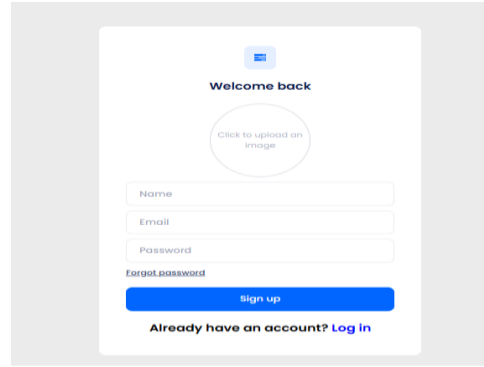 Welcome back
Click to upload an
image
Name
Email
Password
Forgot password
Sign up
Already have an account? Log in